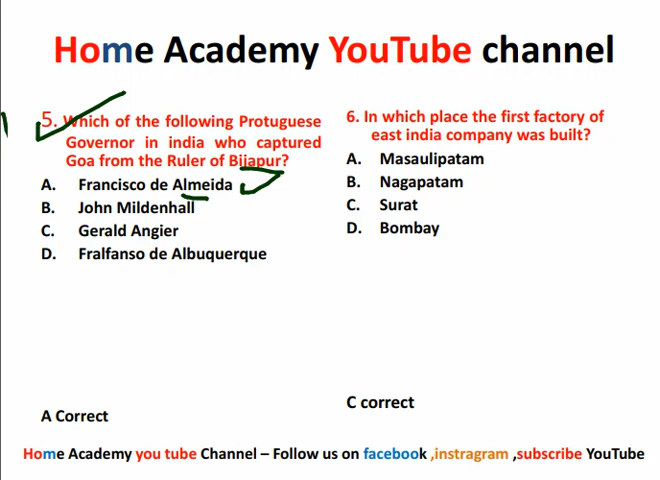 Home Academy YouTube channel
5. Which of the following Protuguese
Governor in india who captured
Goa from the Ruler of Bijapur?
A. Francisco de Almeida
B. John Mildenhall
C. Gerald Angier
D. Fralfanso de Albuquerque
A Correct
6. In which place the first factory of
east india company was built?
A. Masaulipatam
B. Nagapatam
C. Surat
D. Bombay
C correct
Home Academy you tube Channel – Follow us on facebook ,instragram ,subscribe YouTube